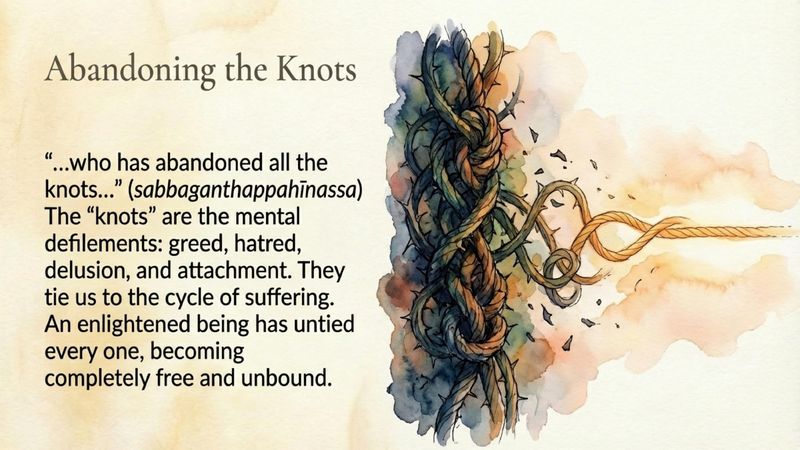 Abandoning the Knots
“...who has abandoned all the
knots...” (sabbaganthappahīnassa)
The “knots” are the mental
defilements: greed, hatred,
delusion, and attachment. They
tie us to the cycle of suffering.
An enlightened being has untied
every one, becoming
completely free and unbound.